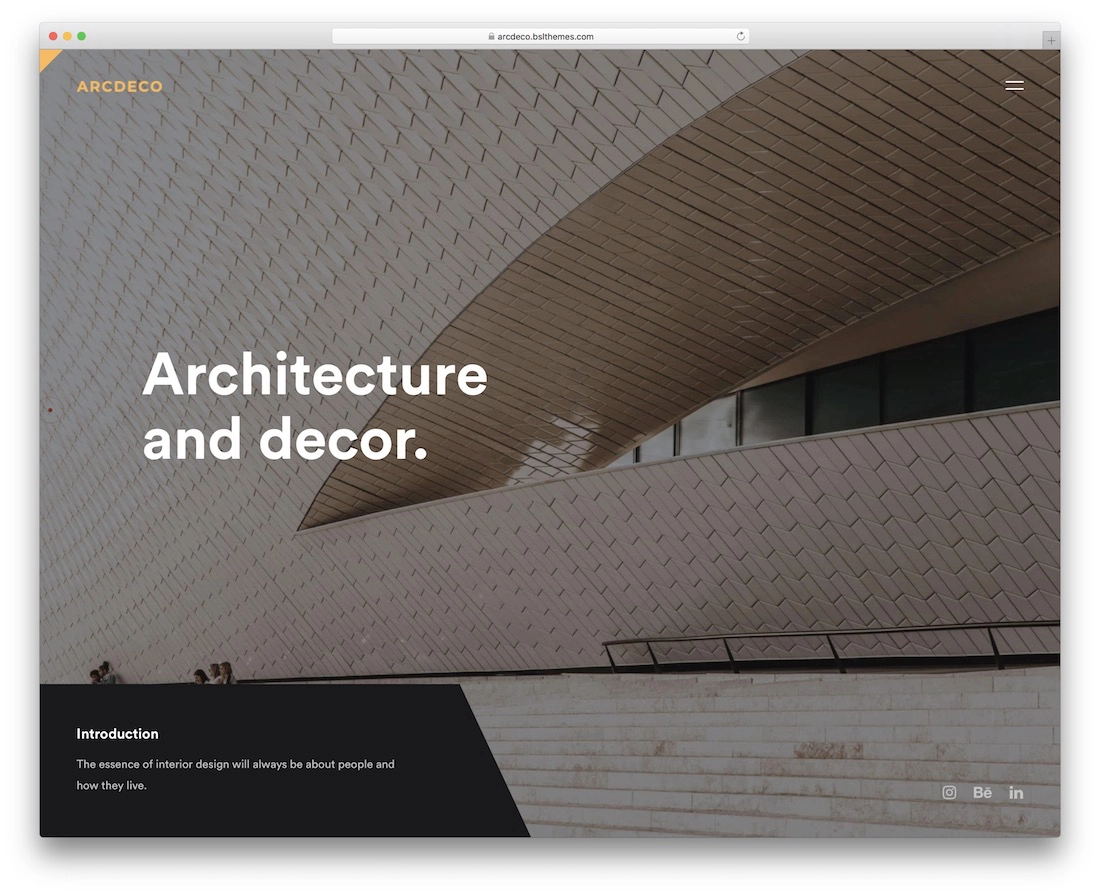 arcdeco.bslthemes.com
ARCDECO
Architecture
and decor.
Introduction
The essence of interior design will always be about people and
how they live.
Bē in